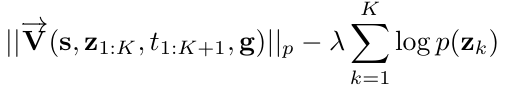 $||\overrightarrow{\mathbf{V}}(\mathbf{s}, \mathbf{z}_{1:K}, t_{1:K+1}, \mathbf{g})||_p - \lambda \sum_{k=1}^{K} \log p(\mathbf{z}_k)$